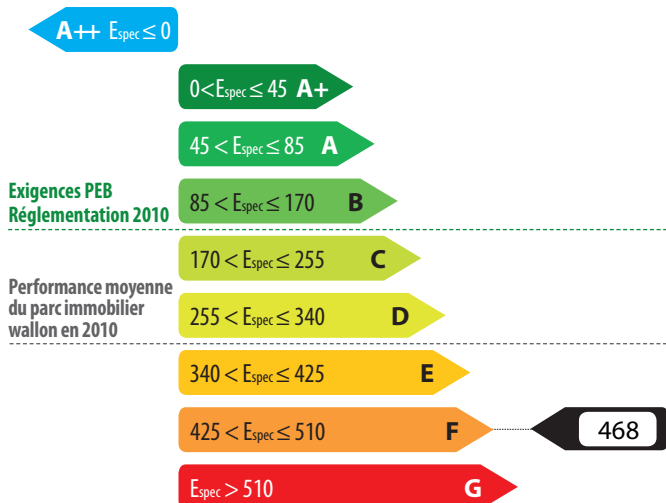 A++ Espec ≤ 0
0 < Espec ≤ 45 A+
45 < Espec ≤ 85 A
Exigences PEB
Réglementation 2010
85 < Espec ≤ 170 B
170 < Espec ≤ 255 C
Performance moyenne
du parc immobilier
wallon en 2010
255 < Espec ≤ 340 D
340 < Espec ≤ 425 E
425 < Espec ≤ 510 F 468
Espec > 510 G